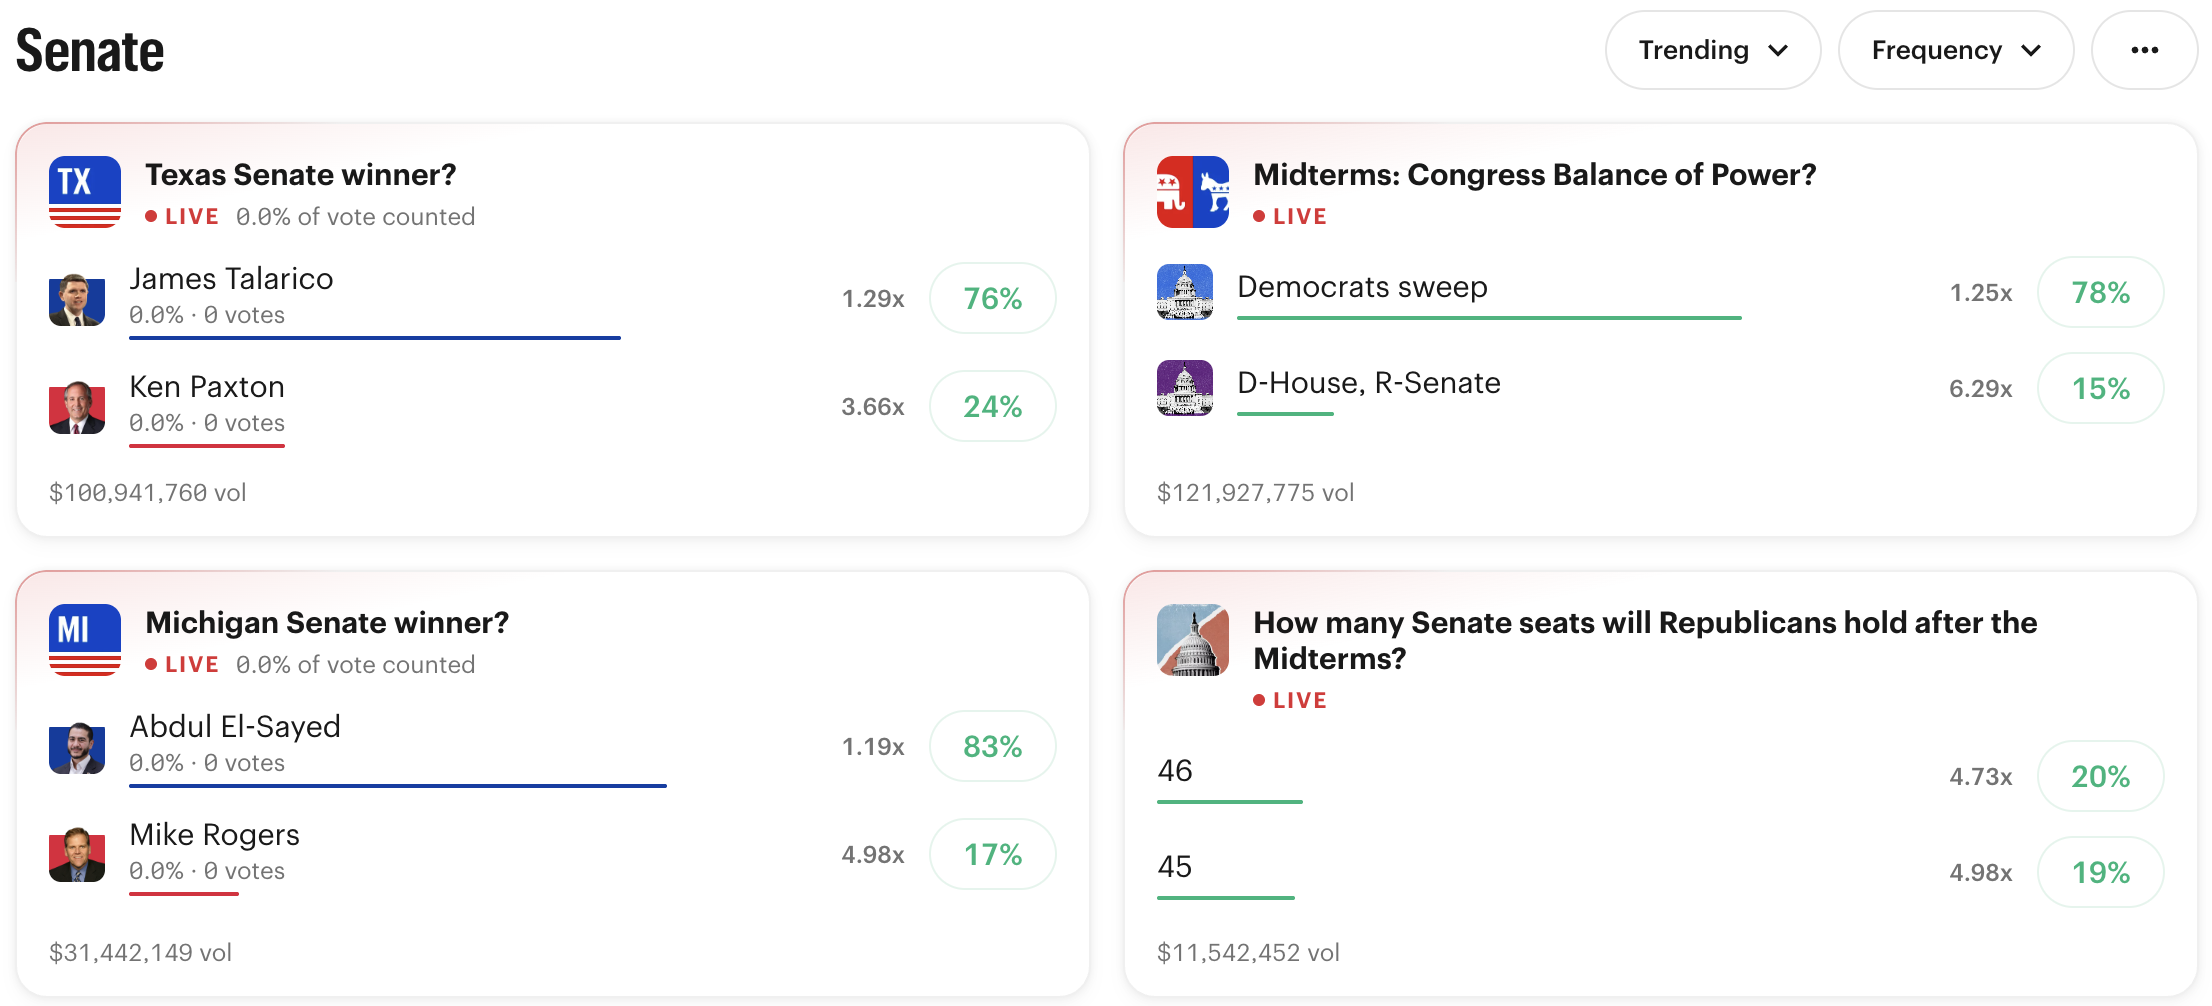 Senate
Trending
Frequency
TX
Texas Senate winner?
LIVE 0.0% of vote counted
James Talarico
0.0% · 0 votes
1.29x
76%
Ken Paxton
0.0% · 0 votes
3.66x
24%
$100,941,760 vol
Midterms: Congress Balance of Power?
LIVE
Democrats sweep
1.25x
78%
D-House, R-Senate
6.29x
15%
$121,927,775 vol
MI
Michigan Senate winner?
LIVE 0.0% of vote counted
Abdul El-Sayed
0.0% · 0 votes
1.19x
83%
Mike Rogers
0.0% · 0 votes
4.98x
17%
$31,442,149 vol
How many Senate seats will Republicans hold after the
Midterms?
LIVE
46
4.73x
20%
45
4.98x
19%
$11,542,452 vol